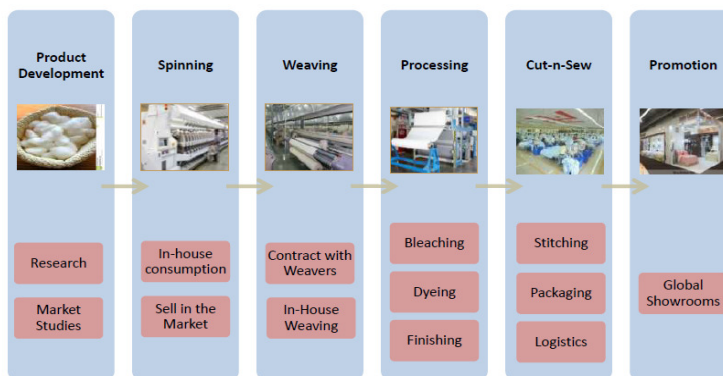 Product
Development
Spinning
Weaving
Processing
Cut-n-Sew
Promotion
Research
Market
Studies
In-house
consumption
Sell in the
Market
Contract with
Weavers
In-House
Weaving
Bleaching
Dyeing
Finishing
Stitching
Packaging
Logistics
Global
Showrooms